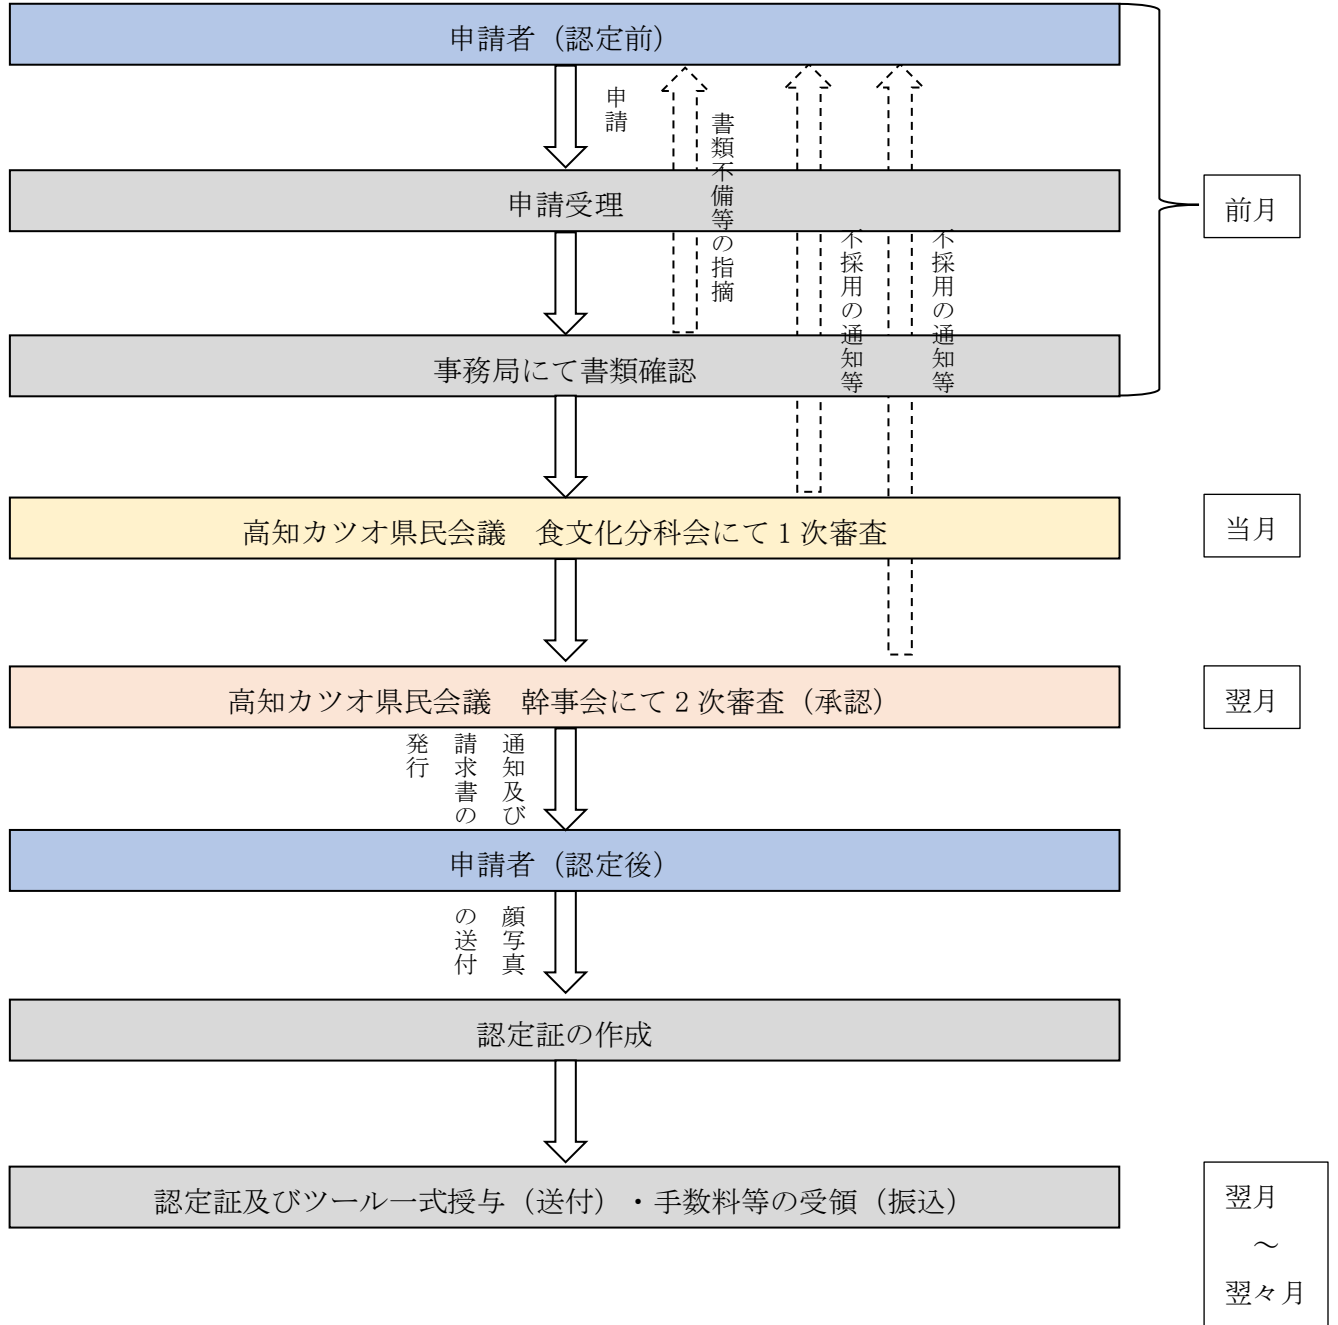 申請者（認定前）
申請
書類不備等の指摘
申請受理
前月
不採用の通知等
不採用の通知等
事務局にて書類確認
高知カツオ県民会議　食文化分科会にて１次審査
当月
高知カツオ県民会議　幹事会にて２次審査（承認）
翌月
通知及び
請求書の
発行
申請者（認定後）
顔写真
の送付
認定証の作成
認定証及びツール一式授与（送付）・手数料等の受領（振込）
翌月
～
翌々月